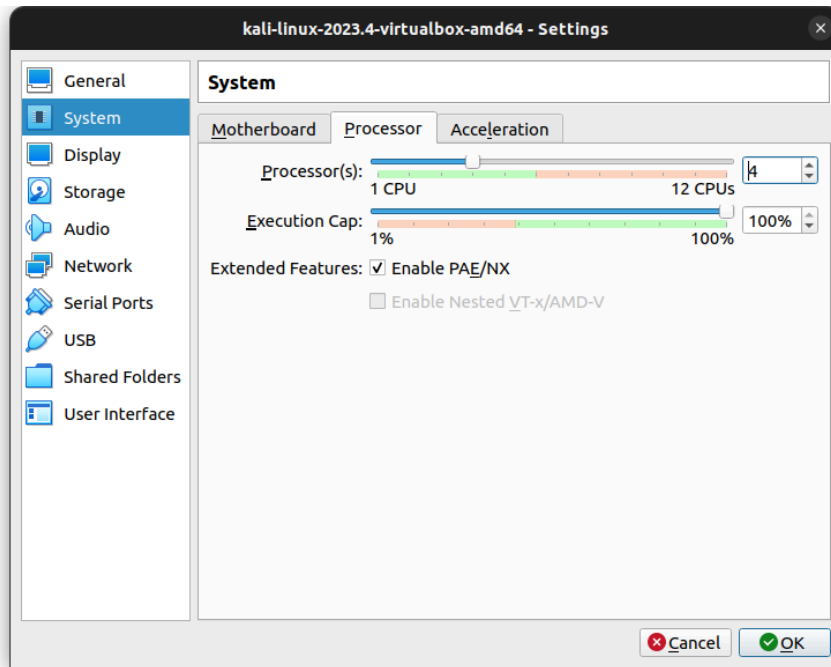 kali-linux-2023.4-virtualbox-amd64 - Settings
General
System
Display
Storage
Audio
Network
Serial Ports
USB
Shared Folders
User Interface
System
Motherboard Processor Acceleration
Processor(s): 4
1 CPU 12 CPUs
Execution Cap: 100%
1% 100%
Extended Features: Enable PAE/NX
Enable Nested VT-x/AMD-V
Cancel OK